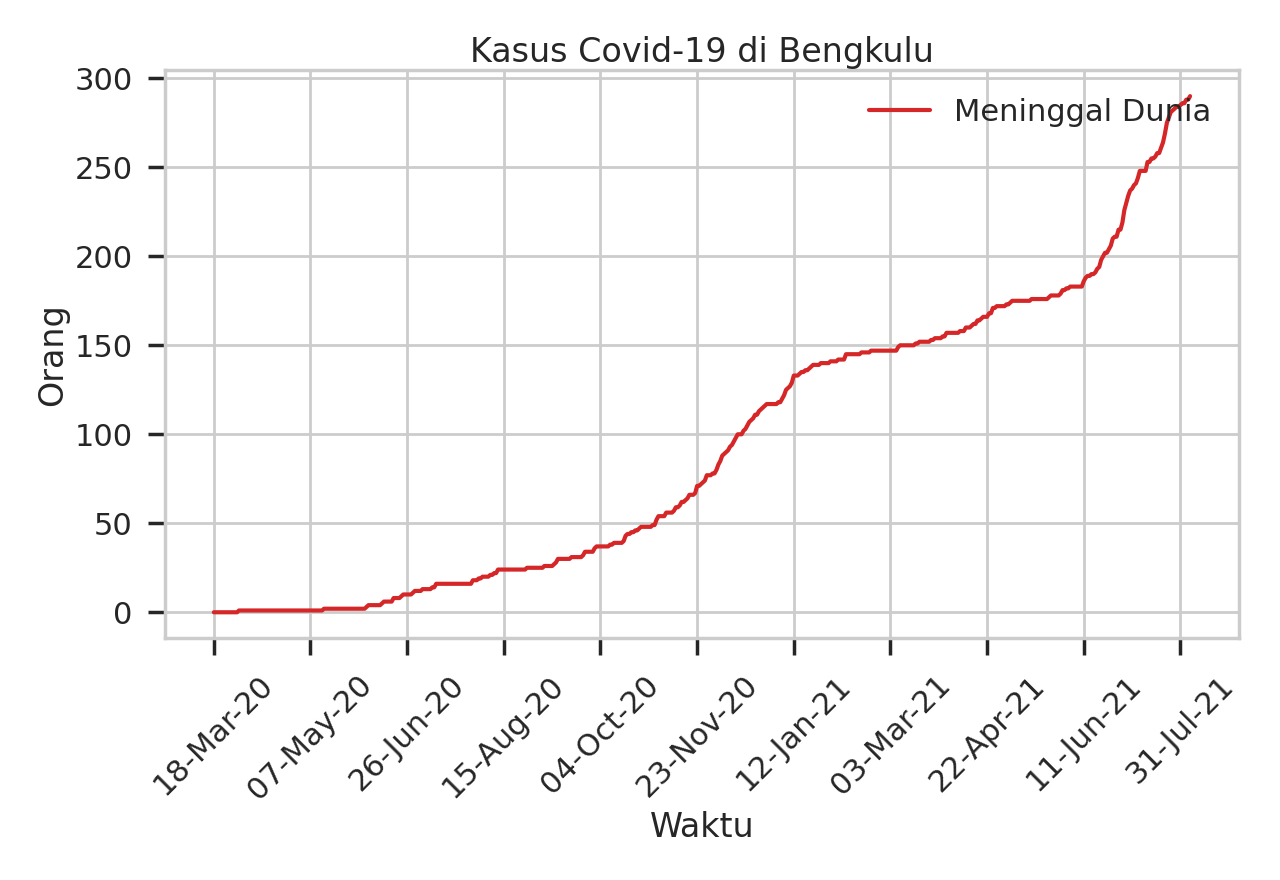 Kasus Covid-19 di Bengkulu
Meninggal Dunia
Orang
300
250
200
150
100
50
0
18-Mar-20
07-May-20
26-Jun-20
15-Aug-20
04-Oct-20
23-Nov-20
12-Jan-21
03-Mar-21
22-Apr-21
11-Jun-21
31-Jul-21
Waktu